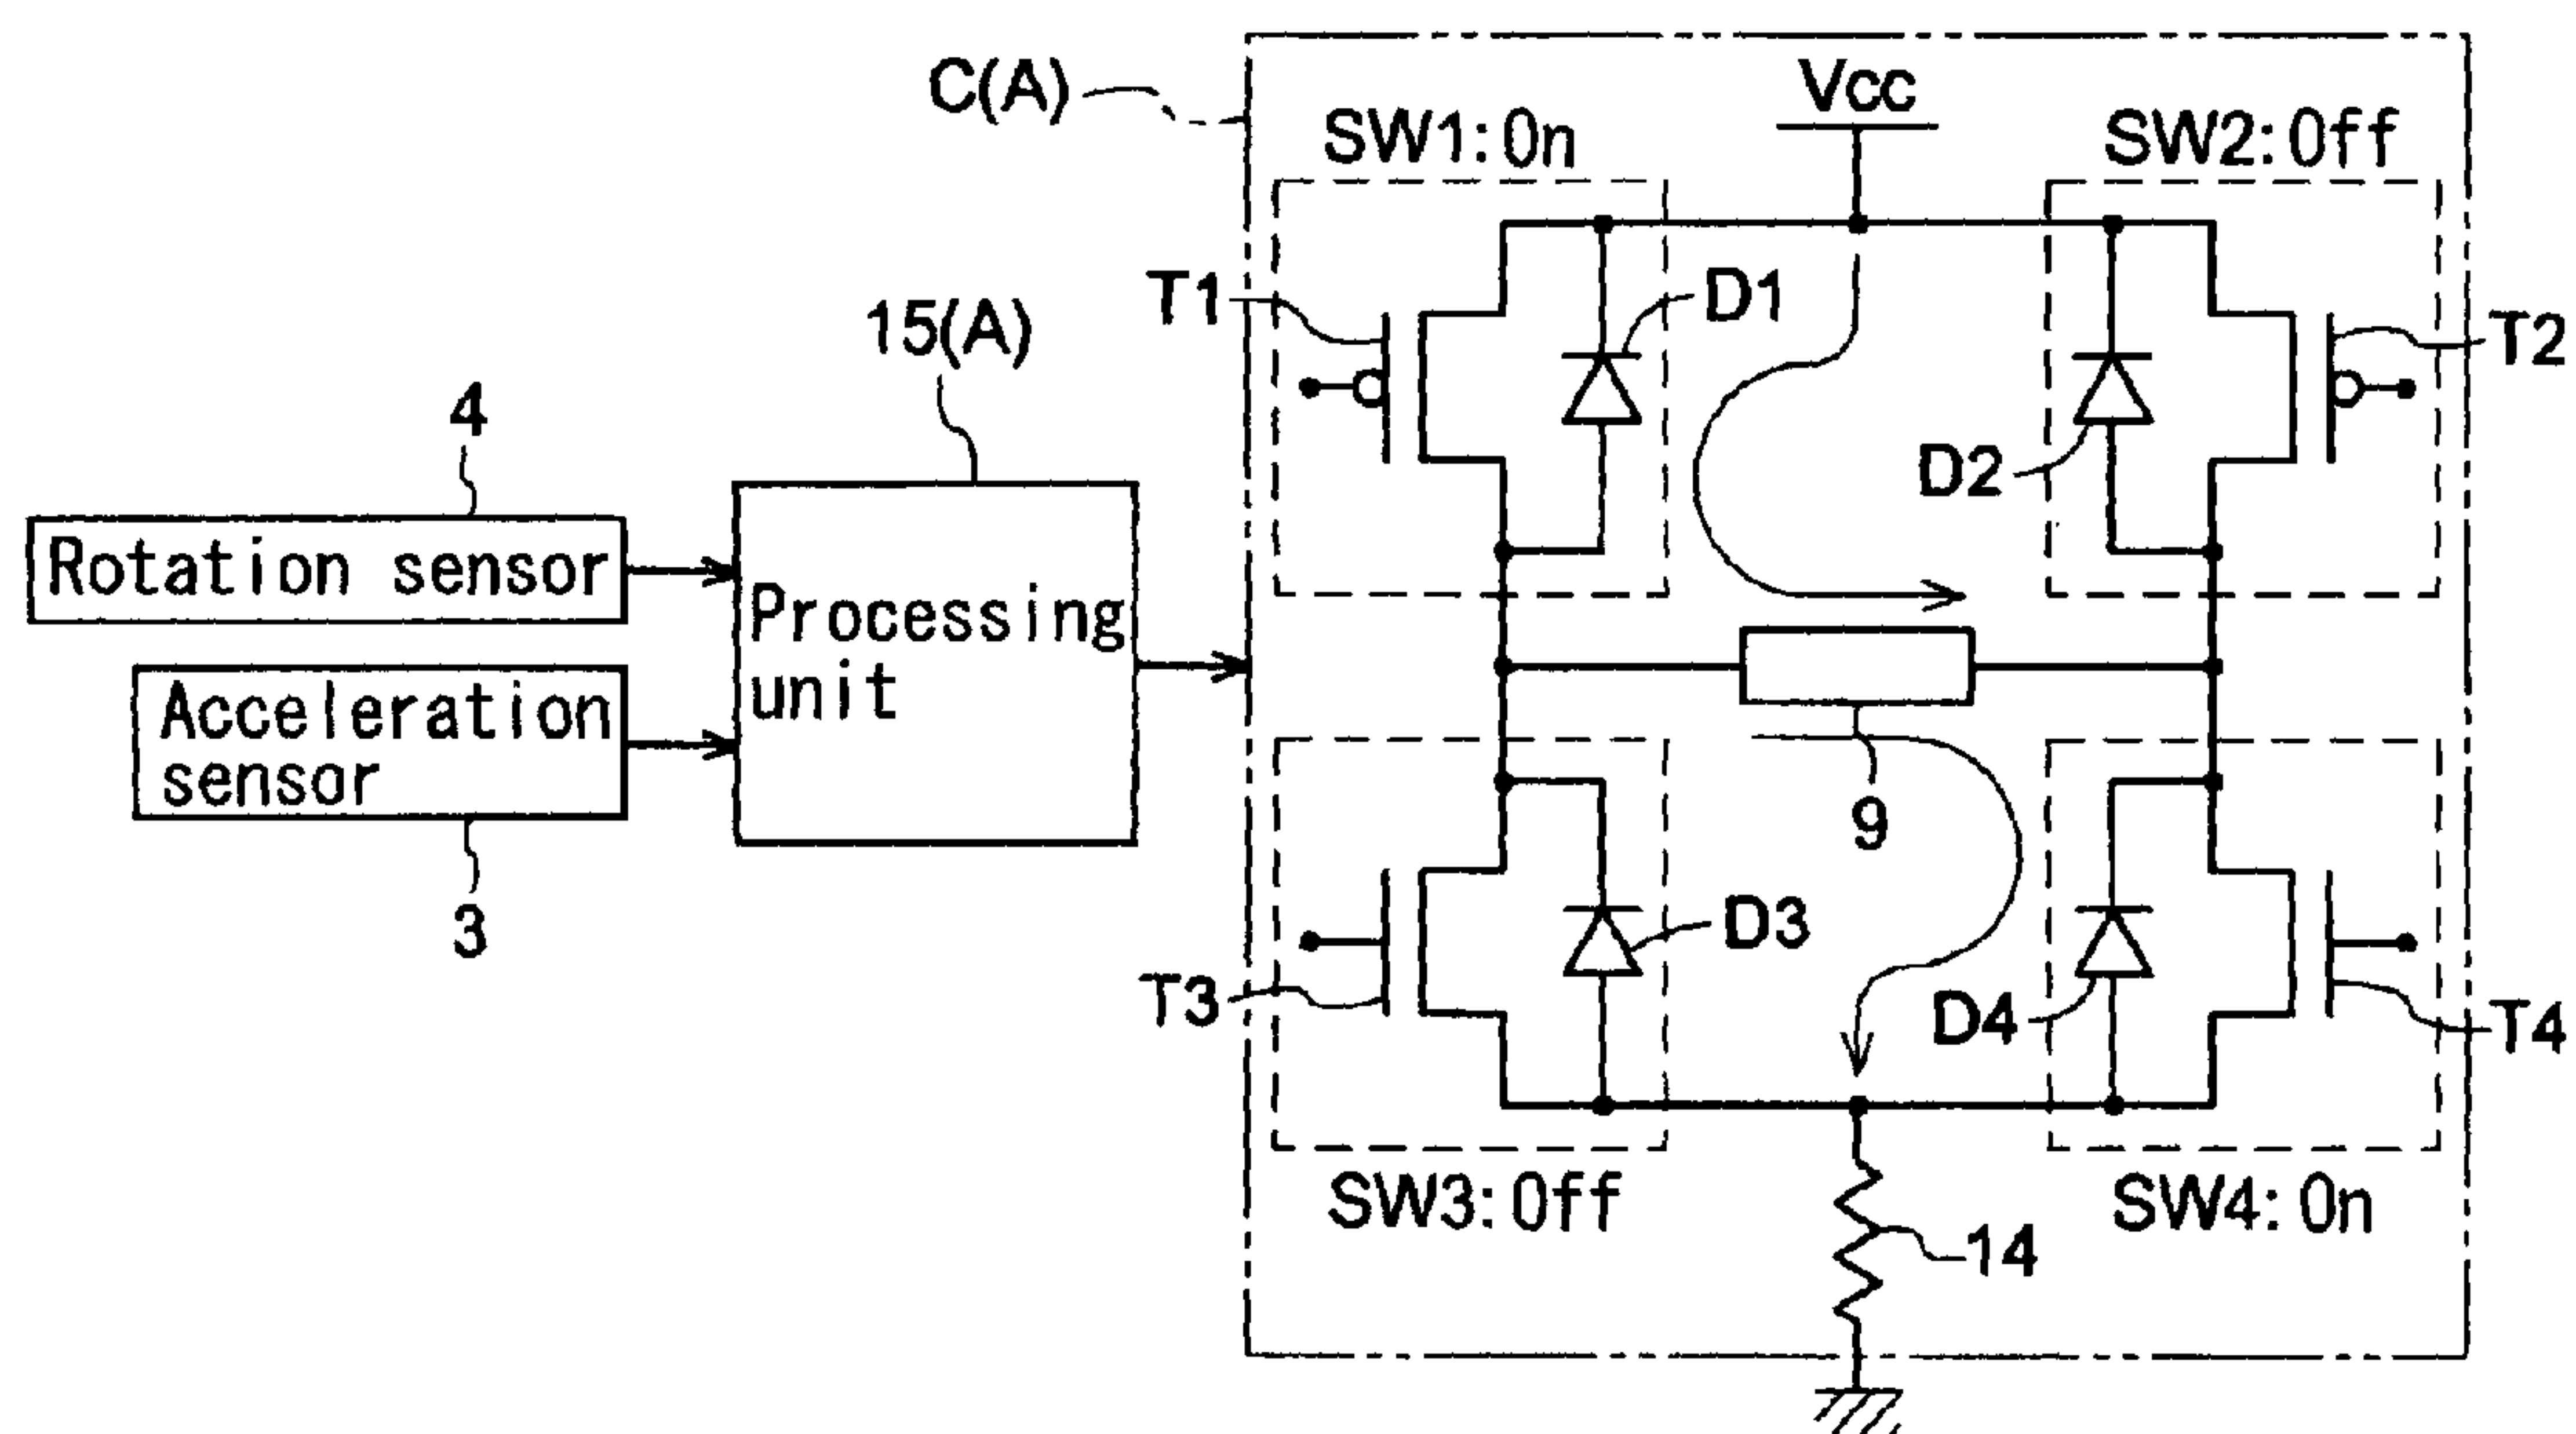 C(A)
Vcc
SW1: On
SW2: Off
T1
D1
15(A)
T2
4
D2
Rotation sensor
Processing
unit
Acceleration
sensor
9
D3
3
T3
D4
T4
SW3: Off
SW4: On
14